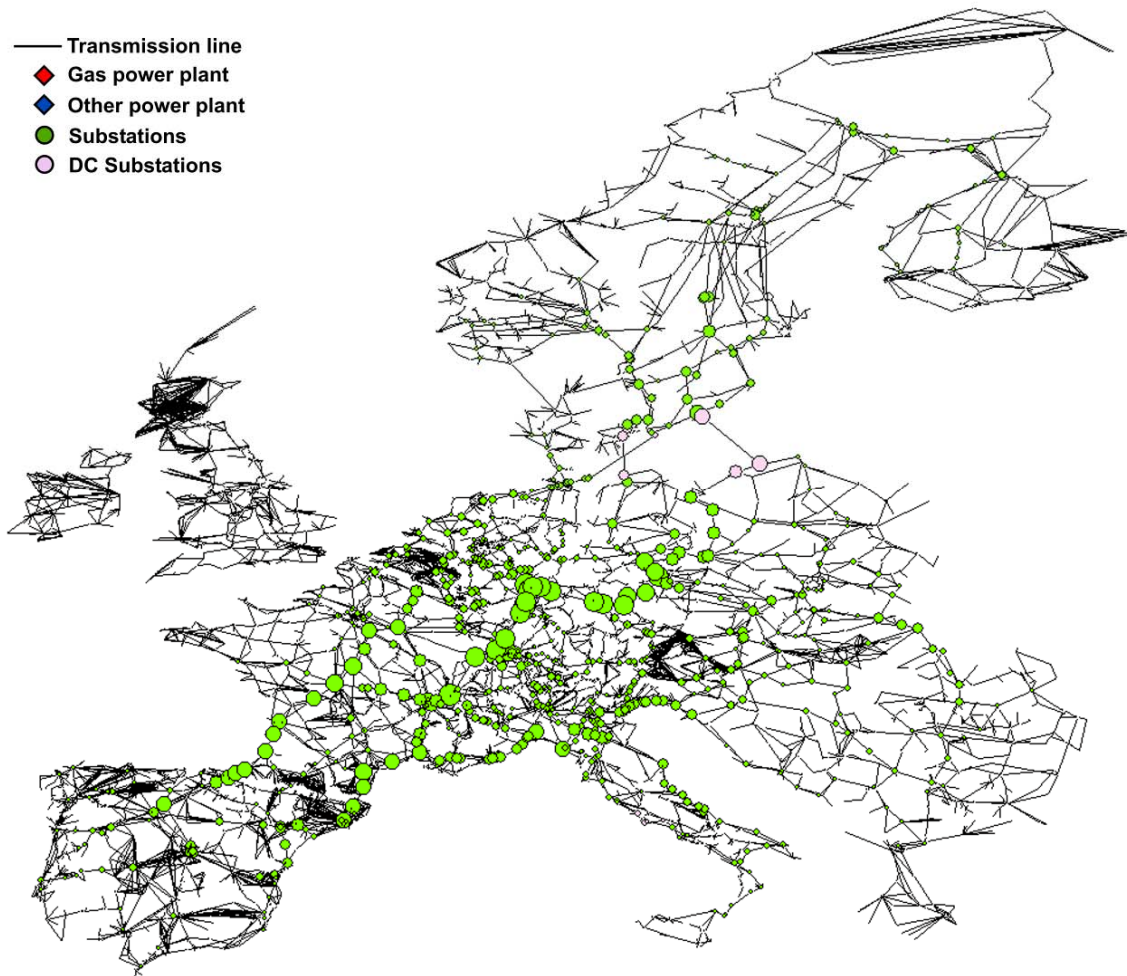 Transmission line
Gas power plant
Other power plant
Substations
DC Substations